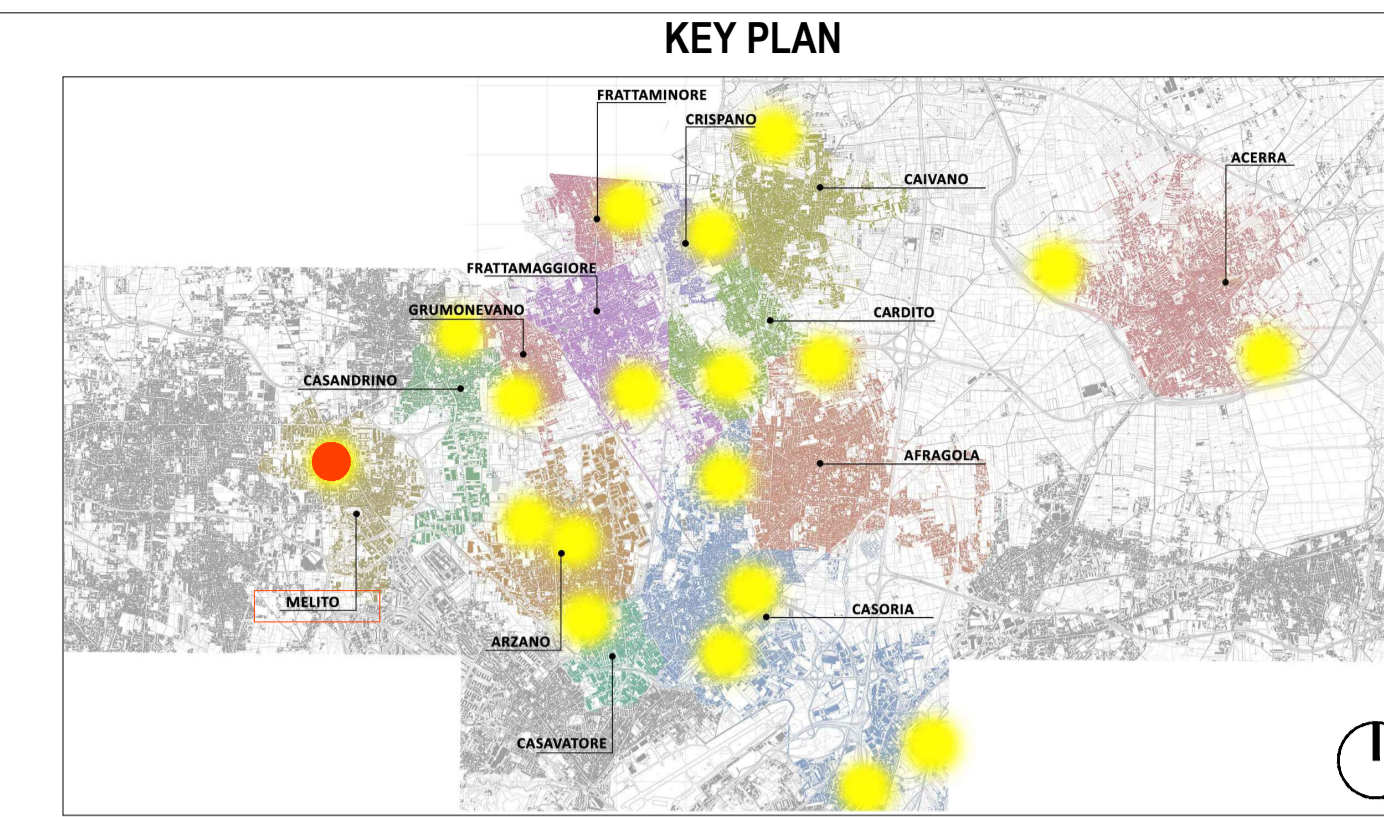 KEY PLAN
FRATTAMINORE
CRISPANO
ACERRA
CAIVANO
FRATTAMAGGIORE
GRUMONEVANO
CARDITO
CASANDRINO
AFRAGOLA
MELITO
CASORIA
ARZANO
CASAVATORE